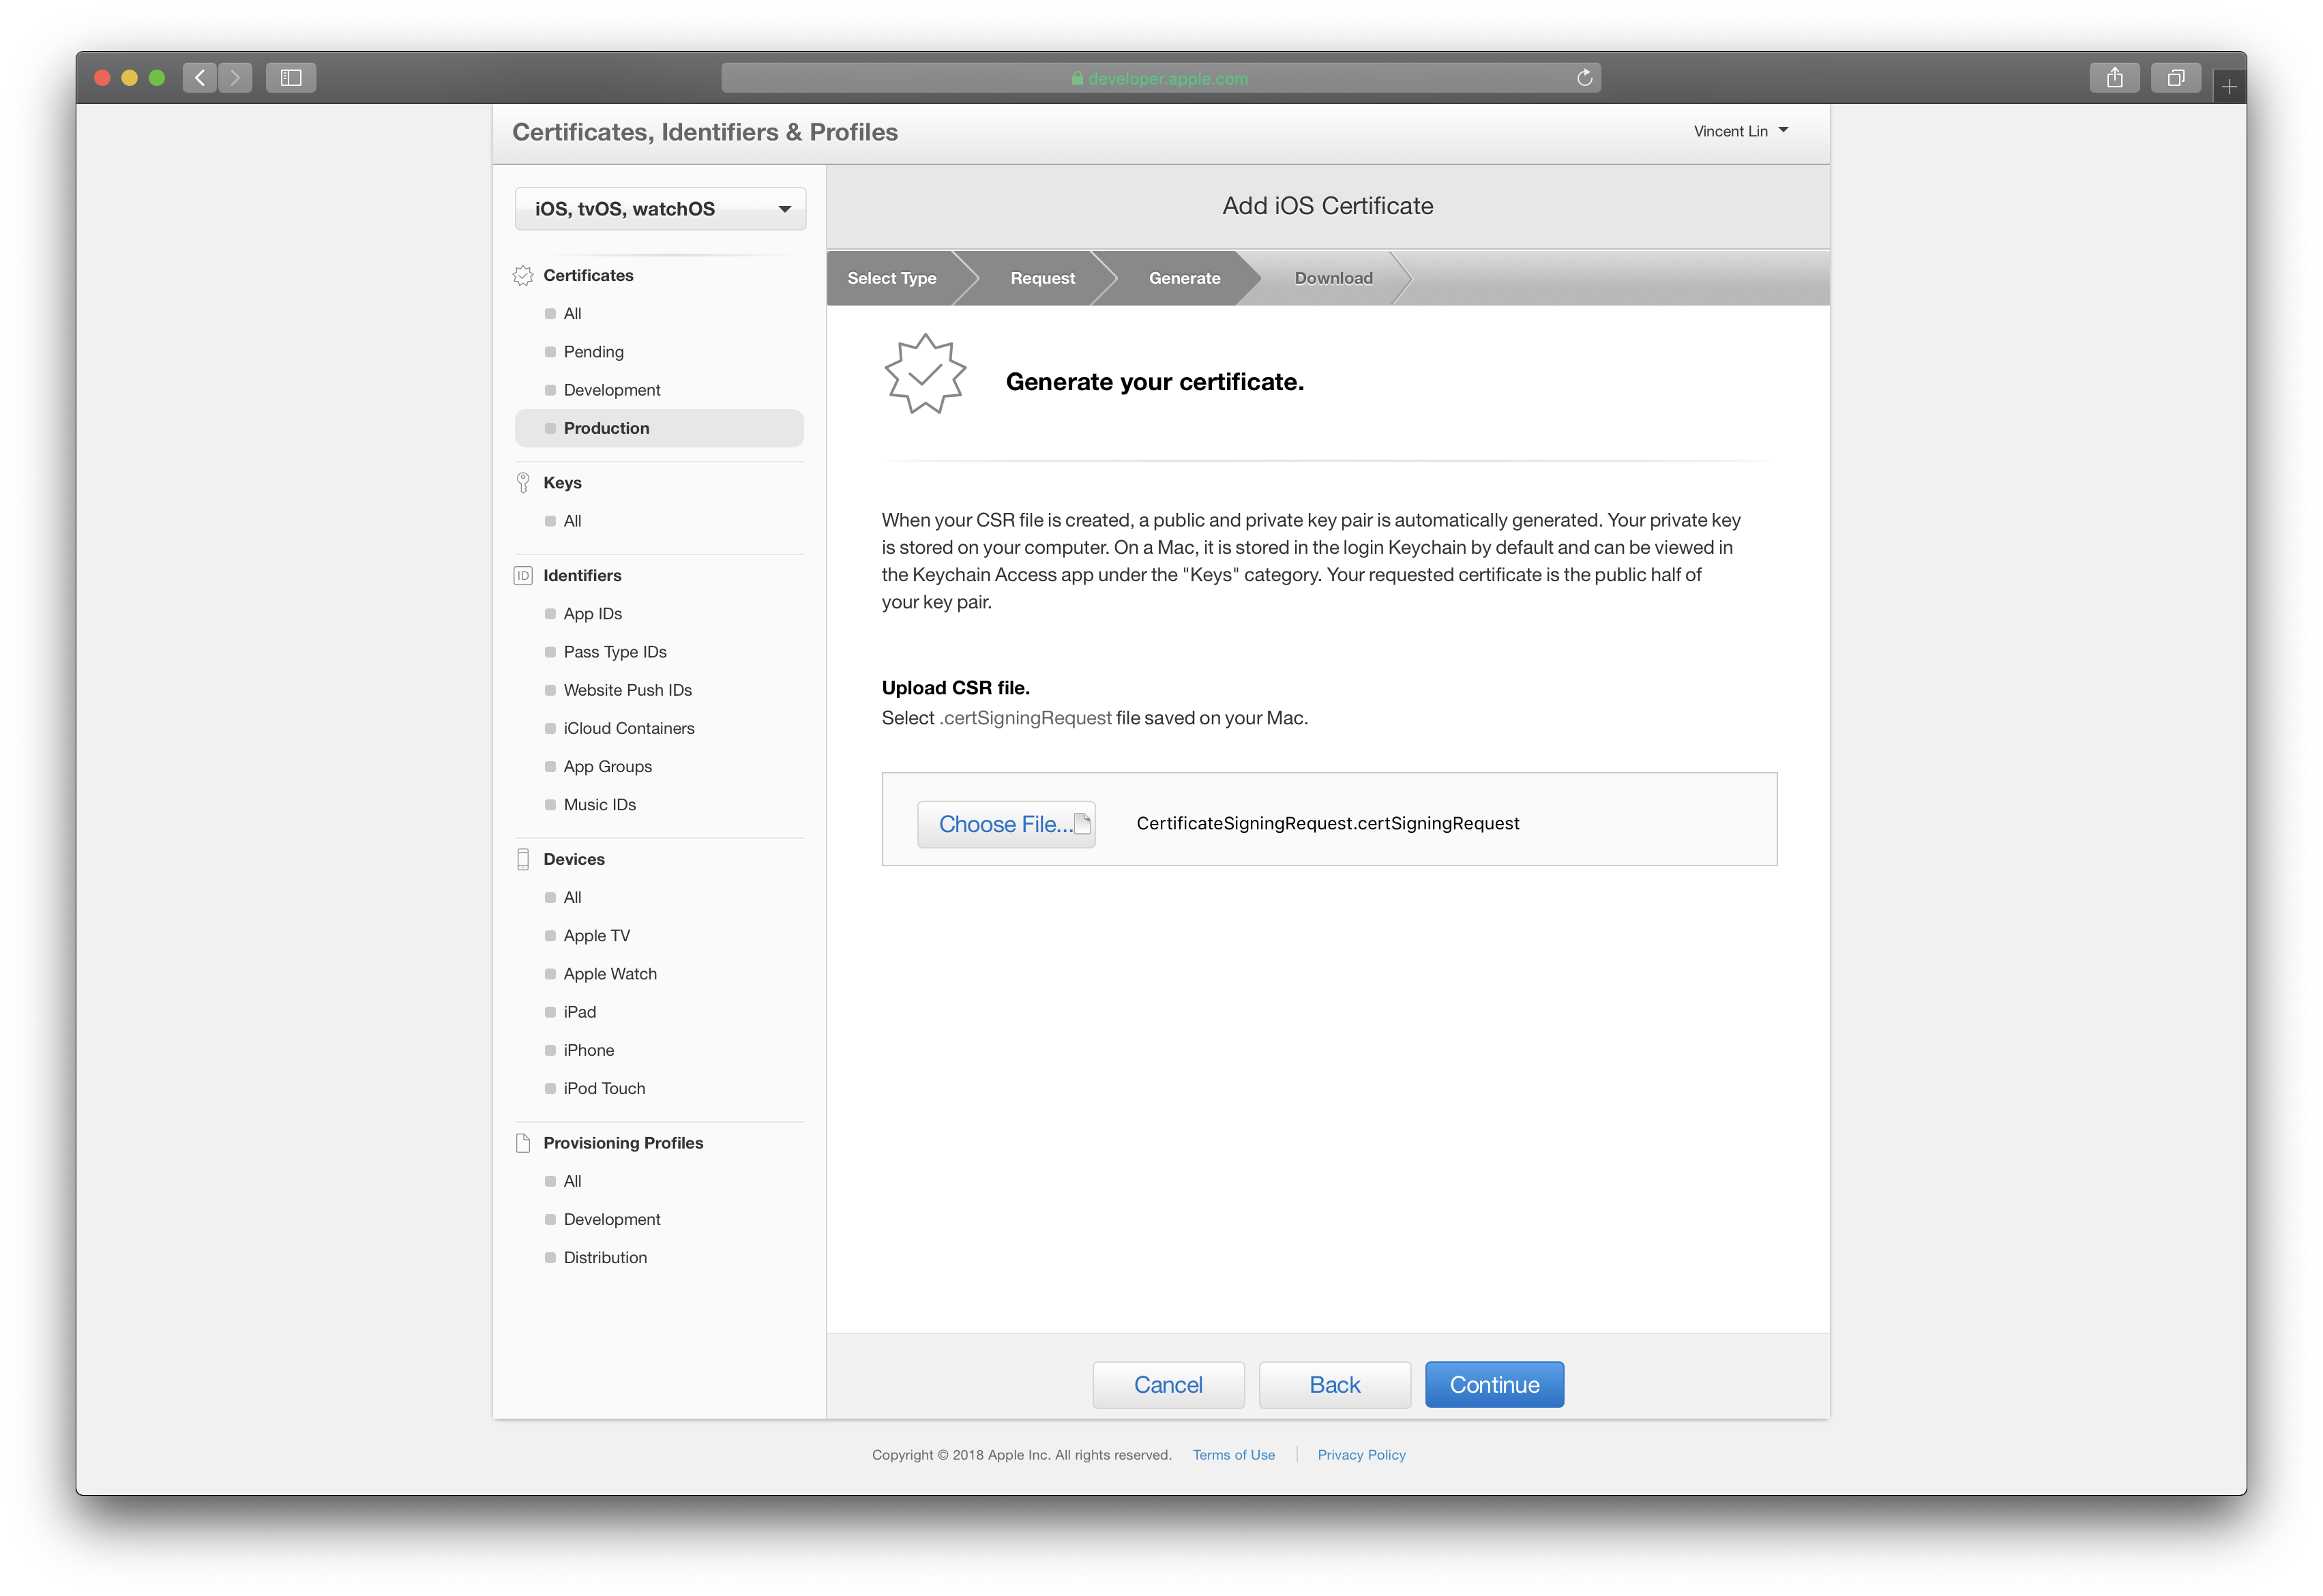 developer.apple.com
Certificates, Identifiers & Profiles
Vincent Lin
iOS, tvOS, watchOS
Certificates
All
Pending
Development
Production
Keys
All
ID
Identifiers
App IDs
Pass Type IDs
Website Push IDs
iCloud Containers
App Groups
Music IDs
Devices
All
Apple TV
Apple Watch
iPad
iPhone
iPod Touch
Provisioning Profiles
All
Development
Distribution
Add iOS Certificate
Select Type
Request
Generate
Download
Generate your certificate.
When your CSR file is created, a public and private key pair is automatically generated. Your private key
is stored on your computer. On a Mac, it is stored in the login Keychain by default and can be viewed in
the Keychain Access app under the "Keys" category. Your requested certificate is the public half of
your key pair.
Upload CSR file.
Select .certSigningRequest file saved on your Mac.
Choose File...
CertificateSigningRequest.certSigningRequest
Cancel
Back
Continue
Copyright © 2018 Apple Inc. All rights reserved.
Terms of Use
Privacy Policy